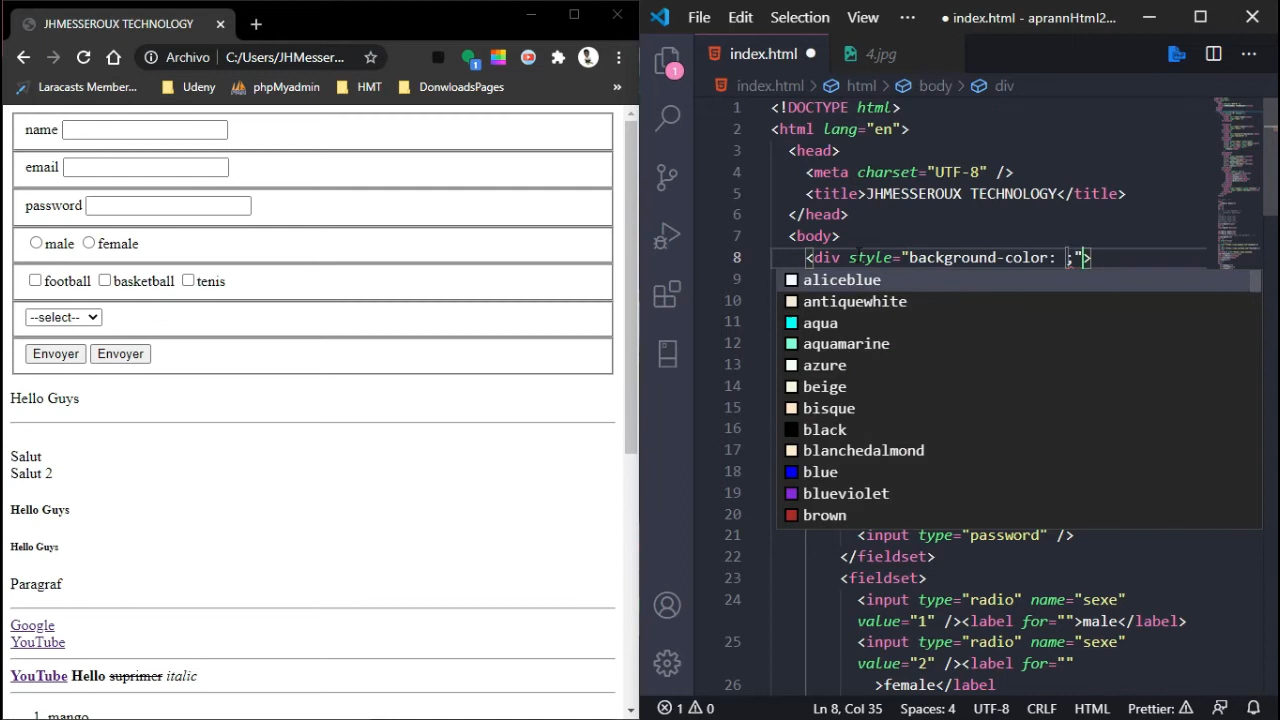 JHMESSEROUX TECHNOLOGY
Archivo
C:/Users/JHMesser...
1
Laracasts Member...
Udeny
phpMyadmin
HMT
DonwloadsPages
»
name
email
password
male female
football basket tenis
--select--
Envoyer Envoyer
Hello Guys
Salut
Salut 2
Hello Guys
Hello Guys
Paragraf
Google
YouTube
YouTube Hello suprimer italic
1. mango
File Edit Selection View ··· ● index.html - aprannHtml2...
index.html ●
4.jpg
1
index.html > html > body > div
1 <!DOCTYPE html>
2 <html lang="en">
3 <head>
4 <meta charset="UTF-8" />
5 <title>JHMESSEROUX TECHNOLOGY</title>
6 </head>
7 <body>
8 <div style="background-color: ;">
9 aliceblue
10 antiquewhite
11 aqua
12 aquamarine
13 azure
14 beige
15 bisque
16 black
17 blanchedalmond
18 blue
19 blueviolet
20 brown
21 <input type="password" />
22 </fieldset>
23 <fieldset>
24 <input type="radio" name="sexe"
value="1" /><label for="">male</label>
25 <input type="radio" name="sexe"
value="2" /><label for=""
26 >female</label
1 0 Ln 8, Col 35 Spaces: 4 UTF-8 CRLF HTML Prettier: